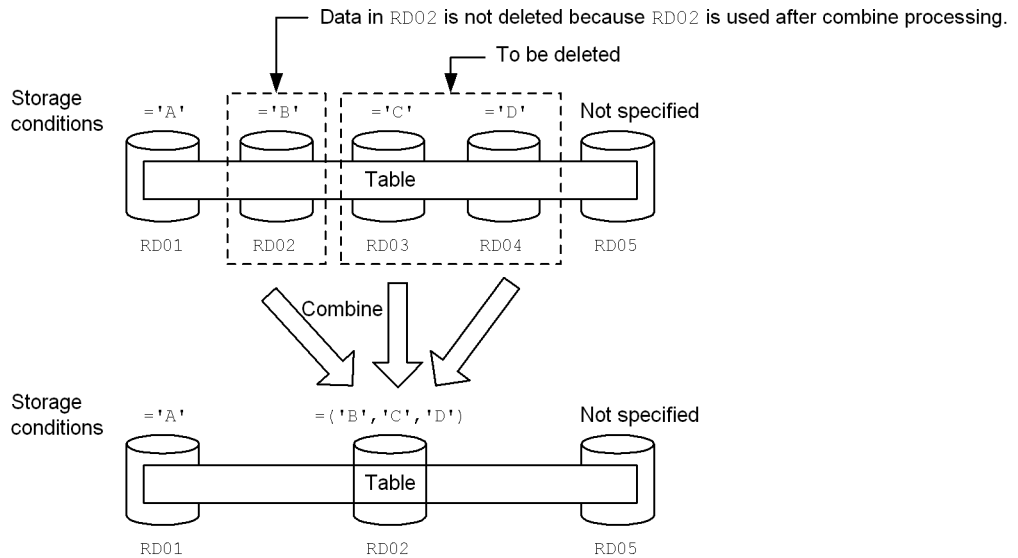 Data in RD02 is not deleted because RD02 is used after combine processing.
To be deleted
Storage
conditions
='A'
='B'
='C'
='D'
Not specified
Table
RD01
RD02
RD03
RD04
RD05
Combine
Storage
conditions
='A'
=('B','C','D')
Not specified
Table
RD01
RD02
RD05